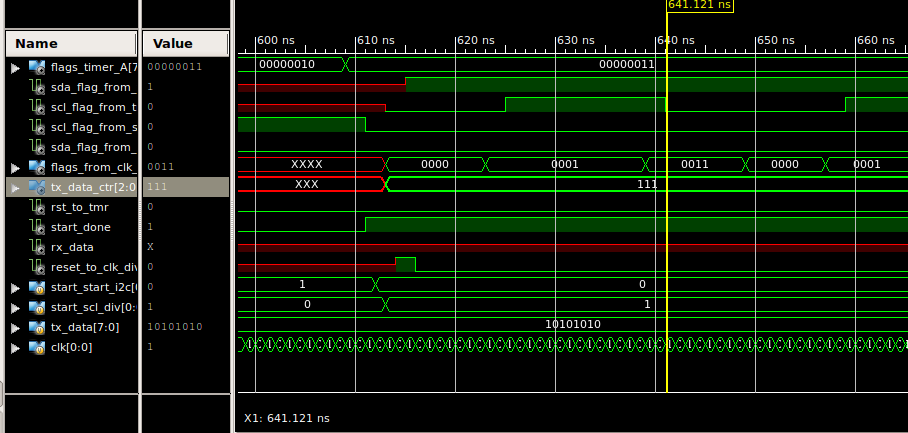 641.121 ns
Name Value
600 ns 610 ns 620 ns 630 ns 640 ns 650 ns 660 ns
flags_timer_A[7 00000011 00000010 00000011
sda_flag_from_ 1
scl_flag_from_t 0
scl_flag_from_s 0
sda_flag_from_ 0
flags_from_clk_ 0011 XXXX 0000 0001 0011 0000 0001
tx_data_ctr[2:0 111 XXX 111
rst_to_tmr 0
start_done 1
rx_data X
reset_to_clk_div 0
start_start_i2c[ 0 1 0
start_scl_div[0: 1 0 1
tx_data[7:0] 10101010 10101010
clk[0:0] 1
X1: 641.121 ns